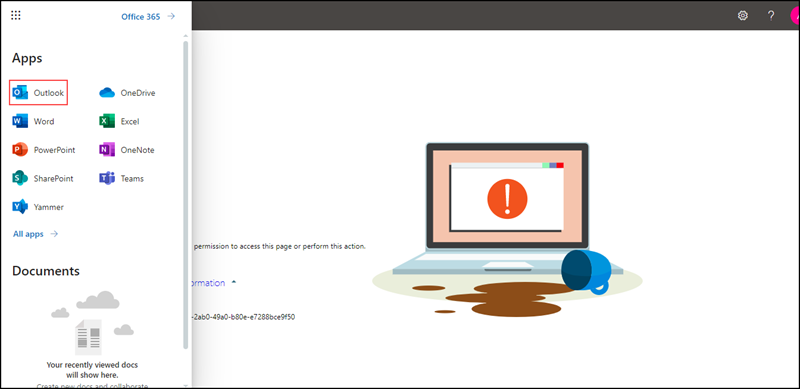 Office 365 →
Apps
Outlook
OneDrive
Word
Excel
PowerPoint
OneNote
SharePoint
Teams
Yammer
All apps →
permission to access this page or perform this action.
Documents
ormation
-2ab0-49a0-b80e-e7288bce9f50
Your recently viewed docs
will show here.
Create new docs and collaborate